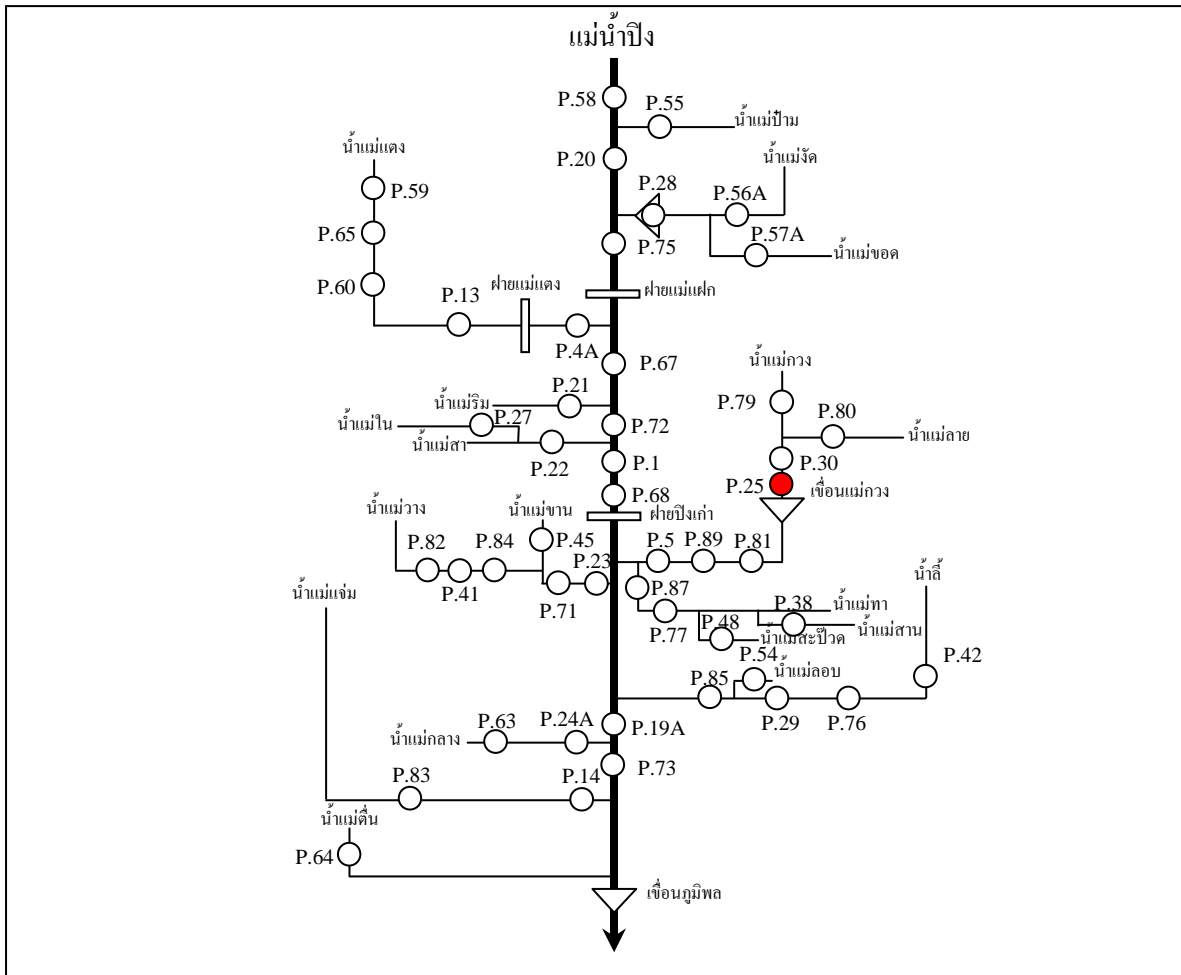 แม่น้ำปิง
P.58
P.55
น้ำแม่ป๋าม
น้ำแม่แตง
P.20
น้ำแม่งัด
P.59
P.28
P.56A
P.65
P.75
P.57A
น้ำแม่ขอด
P.60
P.13
ฝายแม่แตง
ฝายแม่แฝก
P.4A
P.67
น้ำแม่กวง
P.21
P.79
น้ำแม่ริม
P.80
น้ำแม่ใน
P.27
P.72
น้ำแม่ลาย
น้ำแม่สา
P.22
P.1
P.30
P.25
เขื่อนแม่กวง
P.68
น้ำแม่วาง
น้ำแม่ขาน
ฝายปิงเก่า
P.82
P.84
P.45
P.5
P.89
P.81
P.23
น้ำลี้
น้ำแม่แจ่ม
P.41
P.71
P.87
P.38
น้ำแม่ทา
P.77
P.48
น้ำแม่สาน
น้ำแม่สะป๊วด
P.54
P.42
P.85
น้ำแม่ลอบ
P.63
P.24A
P.29
P.76
น้ำแม่กลาง
P.19A
P.73
P.83
P.14
น้ำแม่ตื่น
P.64
เขื่อนภูมิพล